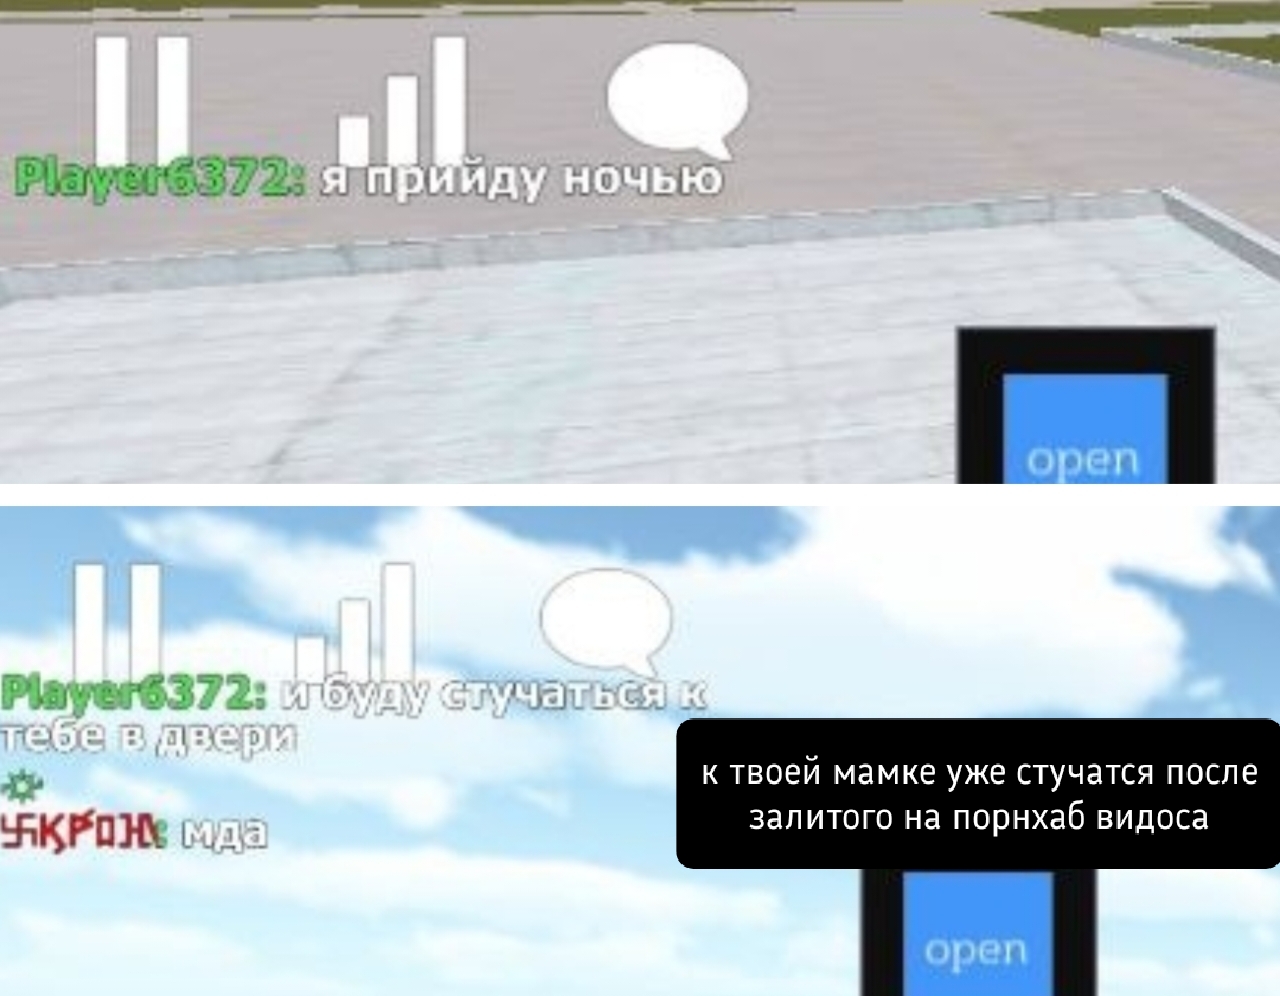 Player6372: я прийду ночью
open
Player6372: и буду стучаться к
тебе в двери
к твоей мамке уже стучатся после
залитого на порнхаб видоса
: мда
open